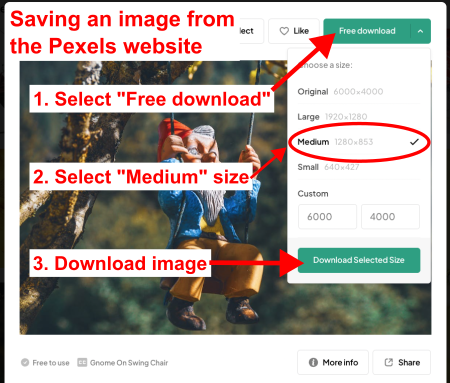 Saving an image from
the Pexels website
Like
Free download
Choose a size:
1. Select "Free download"
Original 6000×4000
Large 1920×1280
Medium 1280×853
2. Select "Medium" size
Small 640×427
Custom
6000 4000
3. Download image
Download Selected Size
Free to use
Gnome On Swing Chair
More info
Share